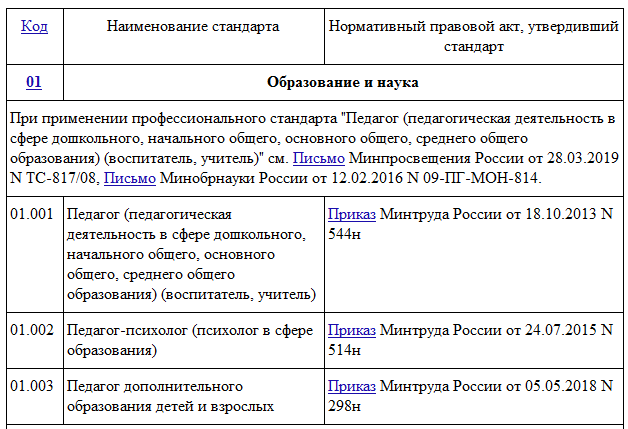 Код
Наименование стандарта
Нормативный правовой акт, утвердивший
стандарт
01
Образование и наука
При применении профессионального стандарта "Педагог (педагогическая деятельность в
сфере дошкольного, начального общего, основного общего, среднего общего
образования) (воспитатель, учитель)" см. Письмо Минпросвещения России от 28.03.2019
N ТС-817/08, Письмо Минобрнауки России от 12.02.2016 N 09-ПГ-МОН-814.
01.001
Педагог (педагогическая
деятельность в сфере дошкольного,
начального общего, основного
общего, среднего общего
образования) (воспитатель, учитель)
Приказ Минтруда России от 18.10.2013 N
544н
01.002
Педагог-психолог (психолог в сфере
образования)
Приказ Минтруда России от 24.07.2015 N
514н
01.003
Педагог дополнительного
образования детей и взрослых
Приказ Минтруда России от 05.05.2018 N
298н